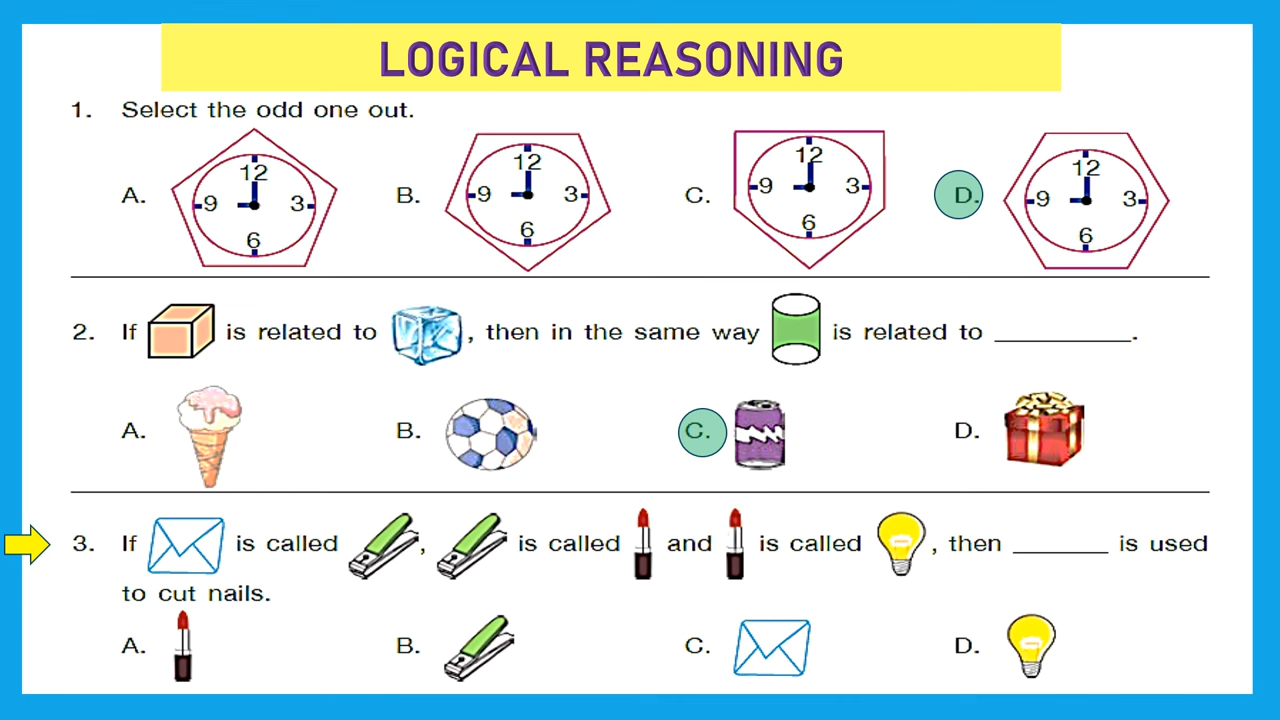 LOGICAL REASONING
1. Select the odd one out.
A. 12 9 3 6 B. 12 9 3 6 C. 12 9 3 6 D. 12 9 3 6
2. If is related to , then in the same way is related to __________.
A. B. C. D.
3. If is called , is called and is called , then _______ is used
to cut nails.
A. B. C. D.